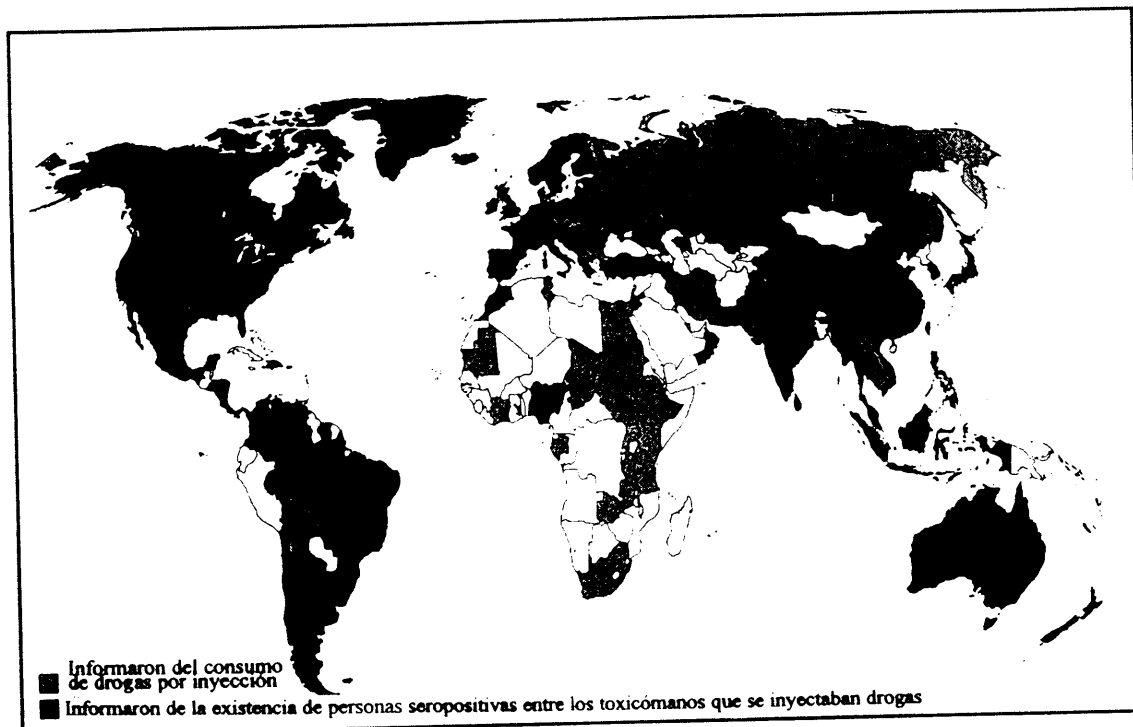 Informaron del consumo
de drogas por inyección
Informaron de la existencia de personas seropositivas entre los toxicómanos que se inyectaban drogas